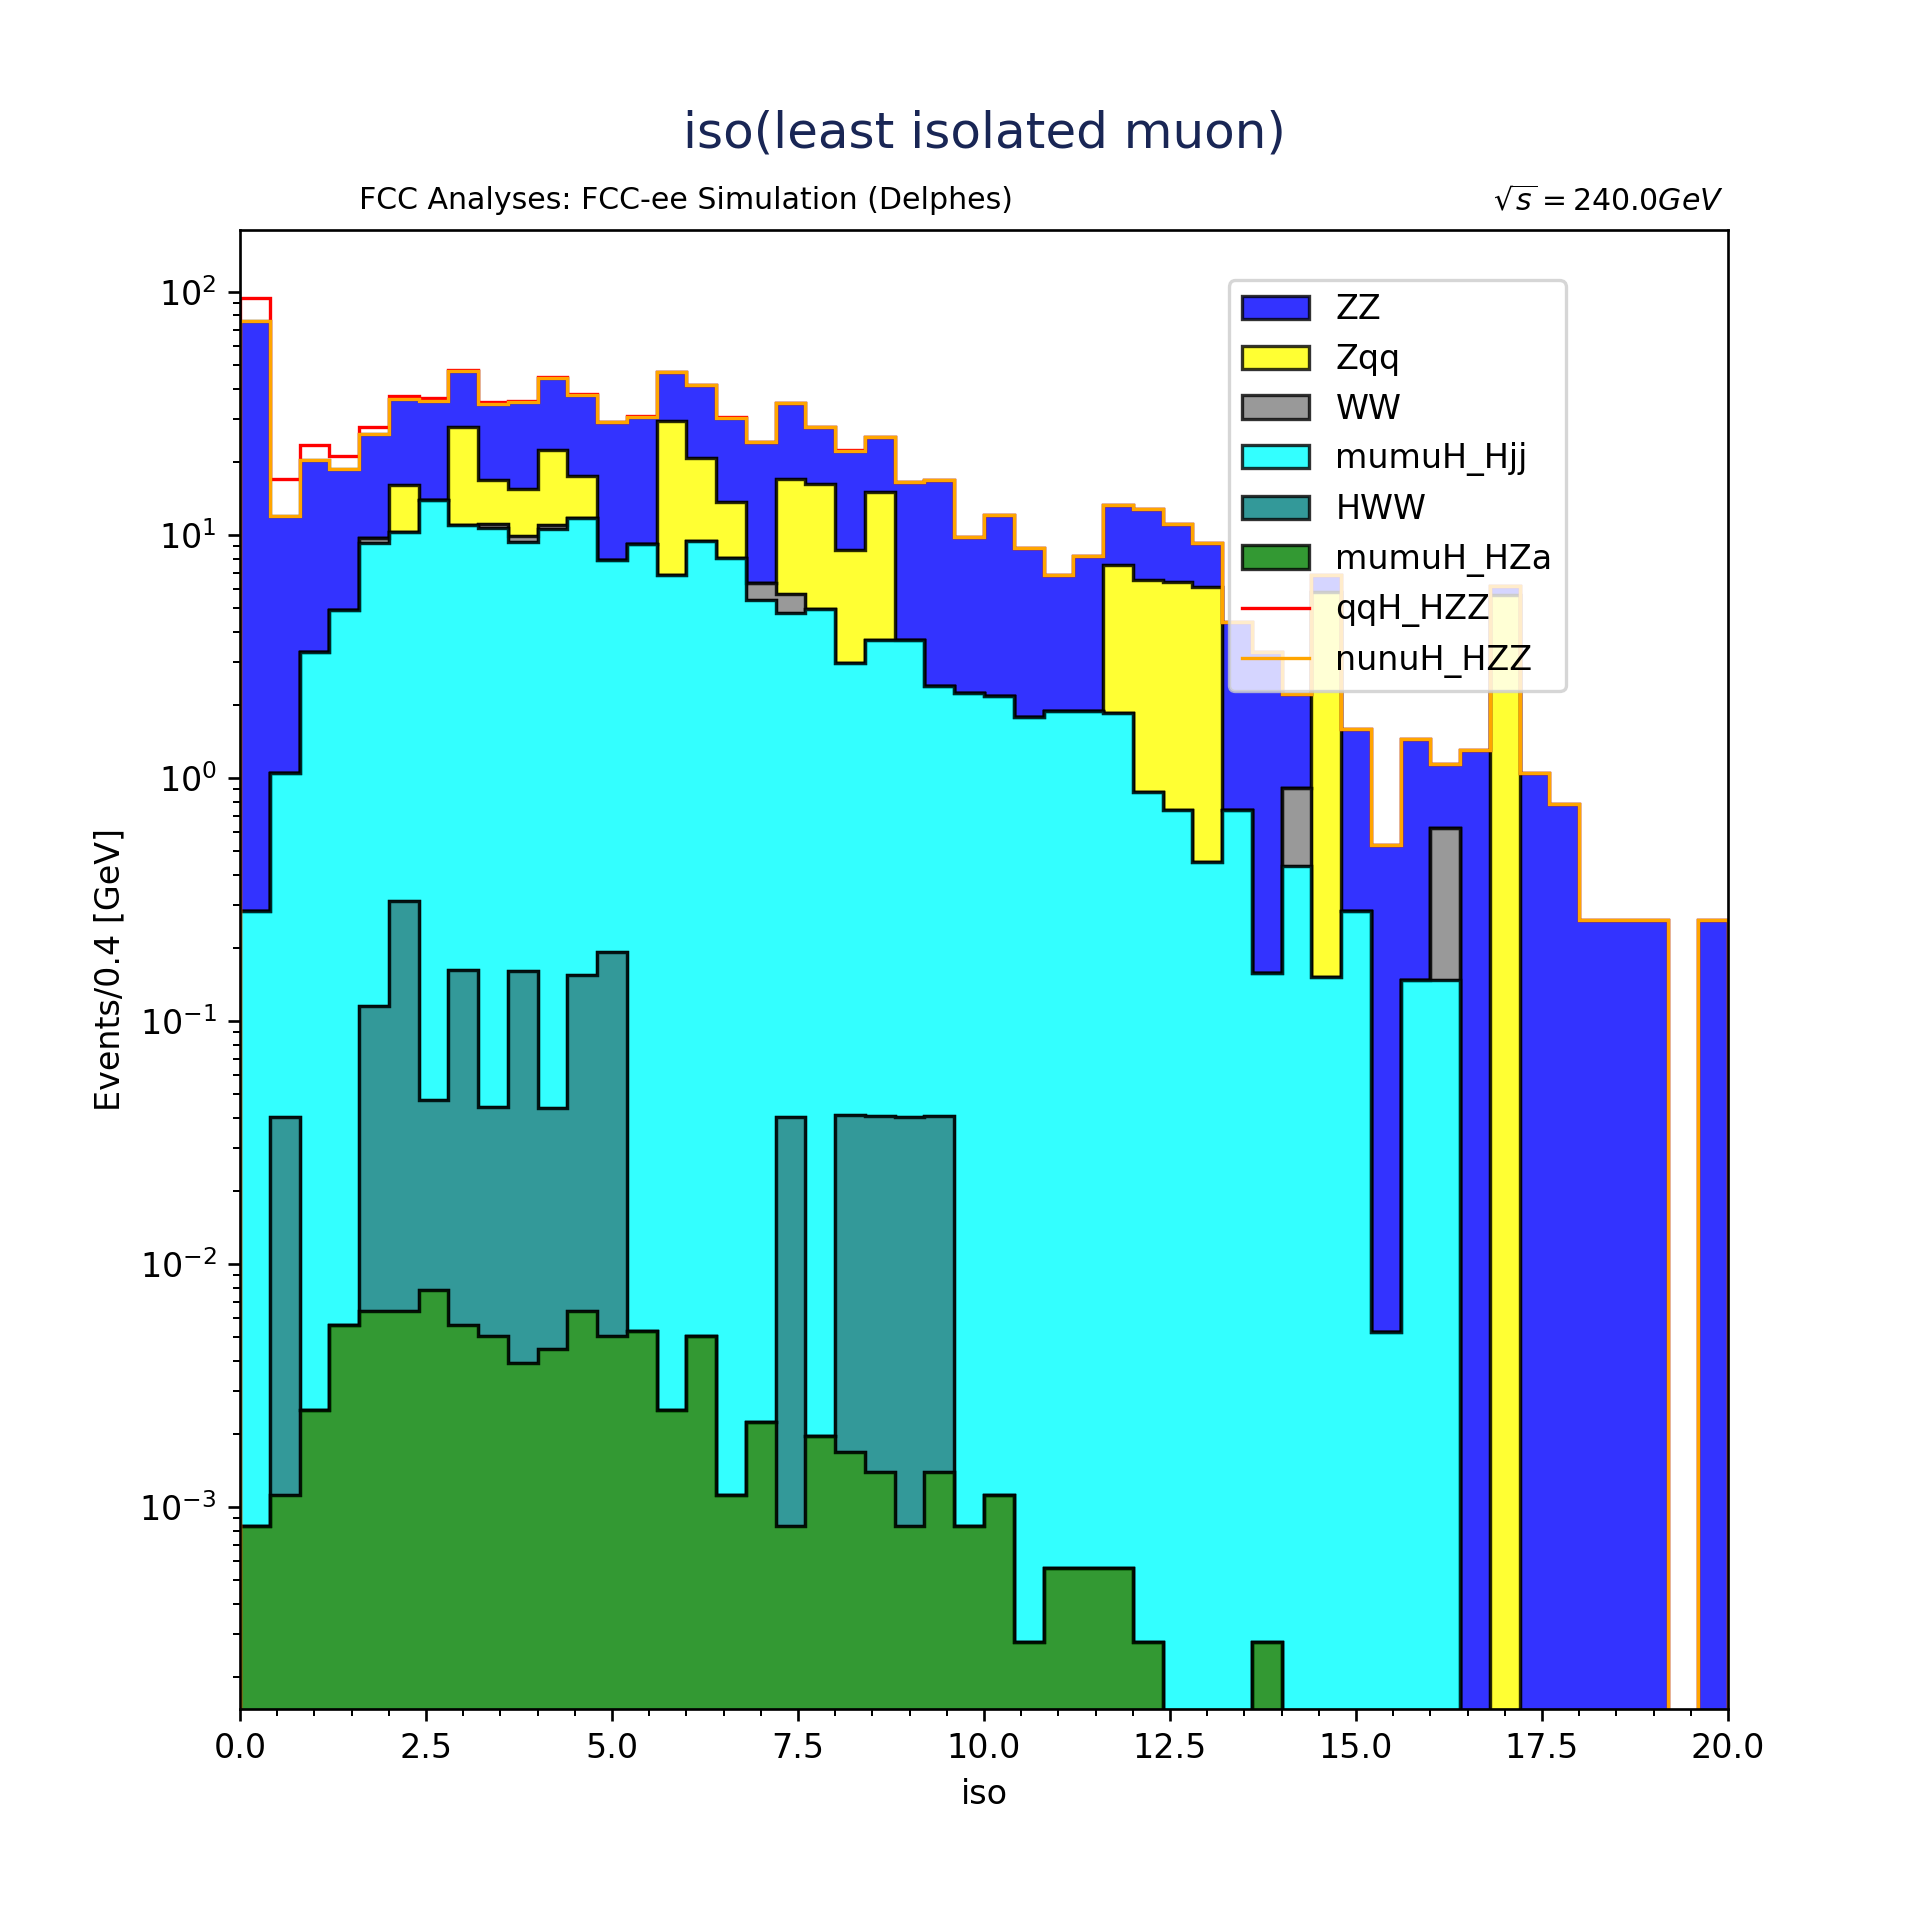 iso(least isolated muon)
FCC Analyses: FCC-ee Simulation (Delphes)
√s = 240.0GeV
Events/0.4 [GeV]
10²
10¹
10⁰
10⁻¹
10⁻²
10⁻³
ZZ
Zqq
WW
mumuH_Hjj
HWW
mumuH_HZa
qqH_HZZ
nunuH_HZZ
0.0 2.5 5.0 7.5 10.0 12.5 15.0 17.5 20.0
iso